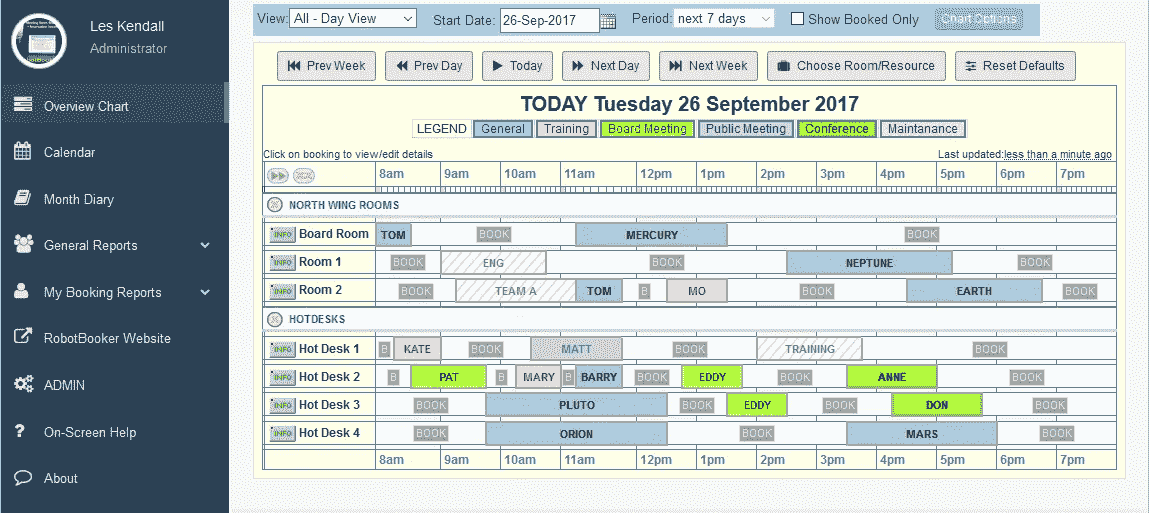 Les Kendall
Administrator
Overview Chart
Calendar
Month Diary
General Reports
My Booking Reports
RobotBooker Website
ADMIN
On-Screen Help
About
View: All - Day View Start Date: 26-Sep-2017 Period: next 7 days Show Booked Only Chart Options
Prev Week Prev Day Today Next Day Next Week Choose Room/Resource Reset Defaults
TODAY Tuesday 26 September 2017
LEGEND General Training Board Meeting Public Meeting Conference Maintanance
Click on booking to view/edit details Last updated:less than a minute ago
8am 9am 10am 11am 12pm 1pm 2pm 3pm 4pm 5pm 6pm 7pm
NORTH WING ROOMS
INFO Board Room TOM BOOK MERCURY BOOK
INFO Room 1 BOOK ENG BOOK NEPTUNE BOOK
INFO Room 2 BOOK TEAM A TOM B MO BOOK EARTH BOOK
HOTDESKS
INFO Hot Desk 1 B KATE BOOK MATT BOOK TRAINING BOOK
INFO Hot Desk 2 B PAT B MARY B BARRY BOOK EDDY BOOK ANNE BOOK
INFO Hot Desk 3 BOOK PLUTO BOOK EDDY BOOK DON BOOK
INFO Hot Desk 4 BOOK ORION BOOK MARS BOOK
8am 9am 10am 11am 12pm 1pm 2pm 3pm 4pm 5pm 6pm 7pm